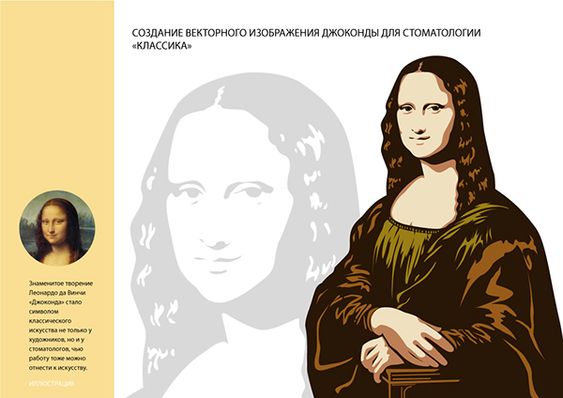 СОЗДАНИЕ ВЕКТОРНОГО ИЗОБРАЖЕНИЯ ДЖОКОНДЫ ДЛЯ СТОМАТОЛОГИИ
«КЛАССИКА»
Знаменитое творение
Леонардо да Винчи
«Джоконда» стало
символом
классического
искусства не только у
художников, но и у
стоматологов, чью
работу тоже можно
отнести к искусству.
ИЛЛЮСТРАЦИЯ